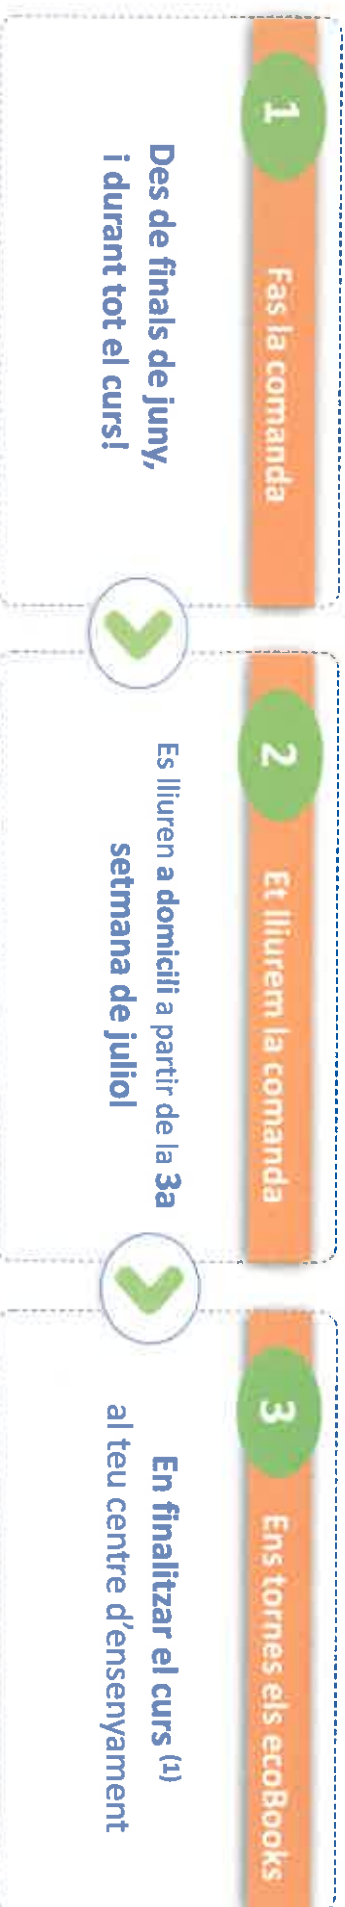 1
Fas la comanda
Des de finals de juny,
i durant tot el curs!
2
Et lliurem la comanda
Es lliuren a domicili a partir de la 3a
setmana de juliol
3
Ens tornes els ecoBooks
En finalitzar el curs (1)
al teu centre d'ensenyament